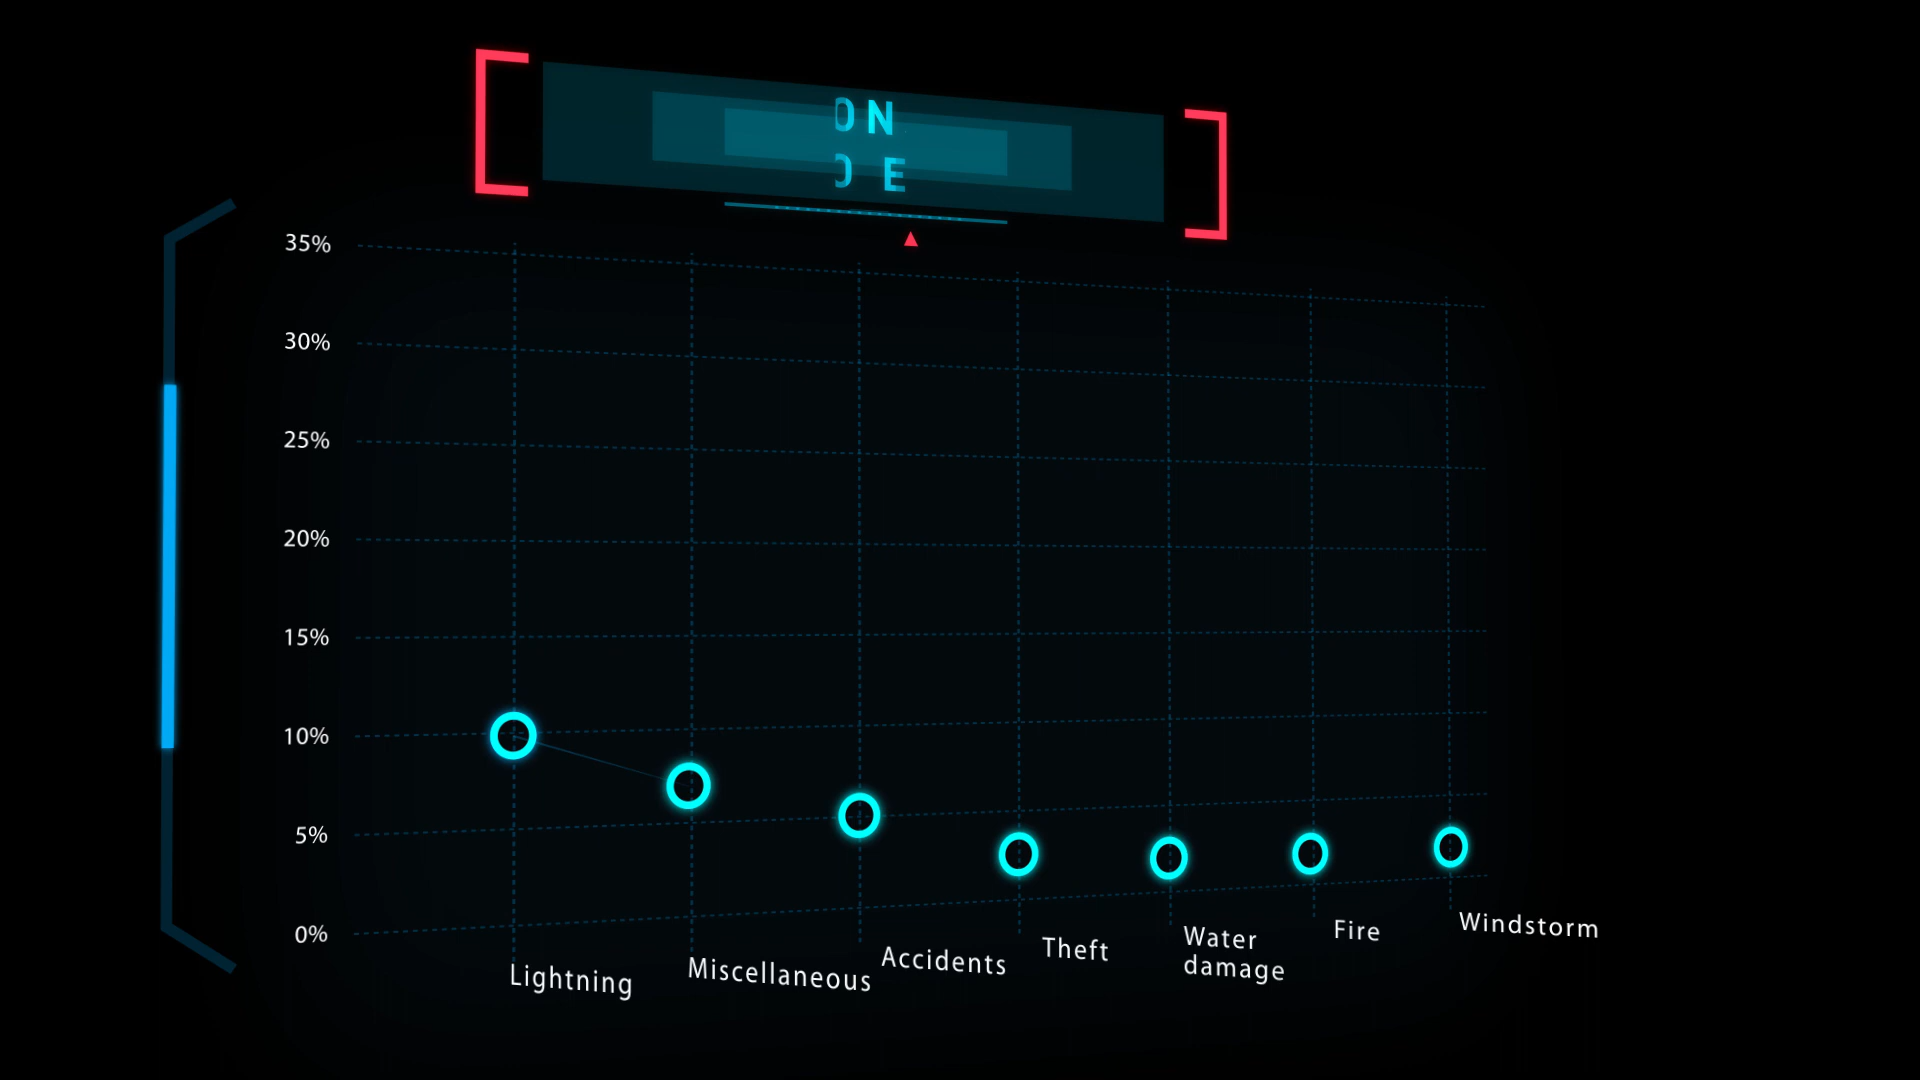 35%
30%
25%
20%
15%
10%
5%
0%
Lightning
Miscellaneous
Accidents
Theft
Water
damage
Fire
Windstorm